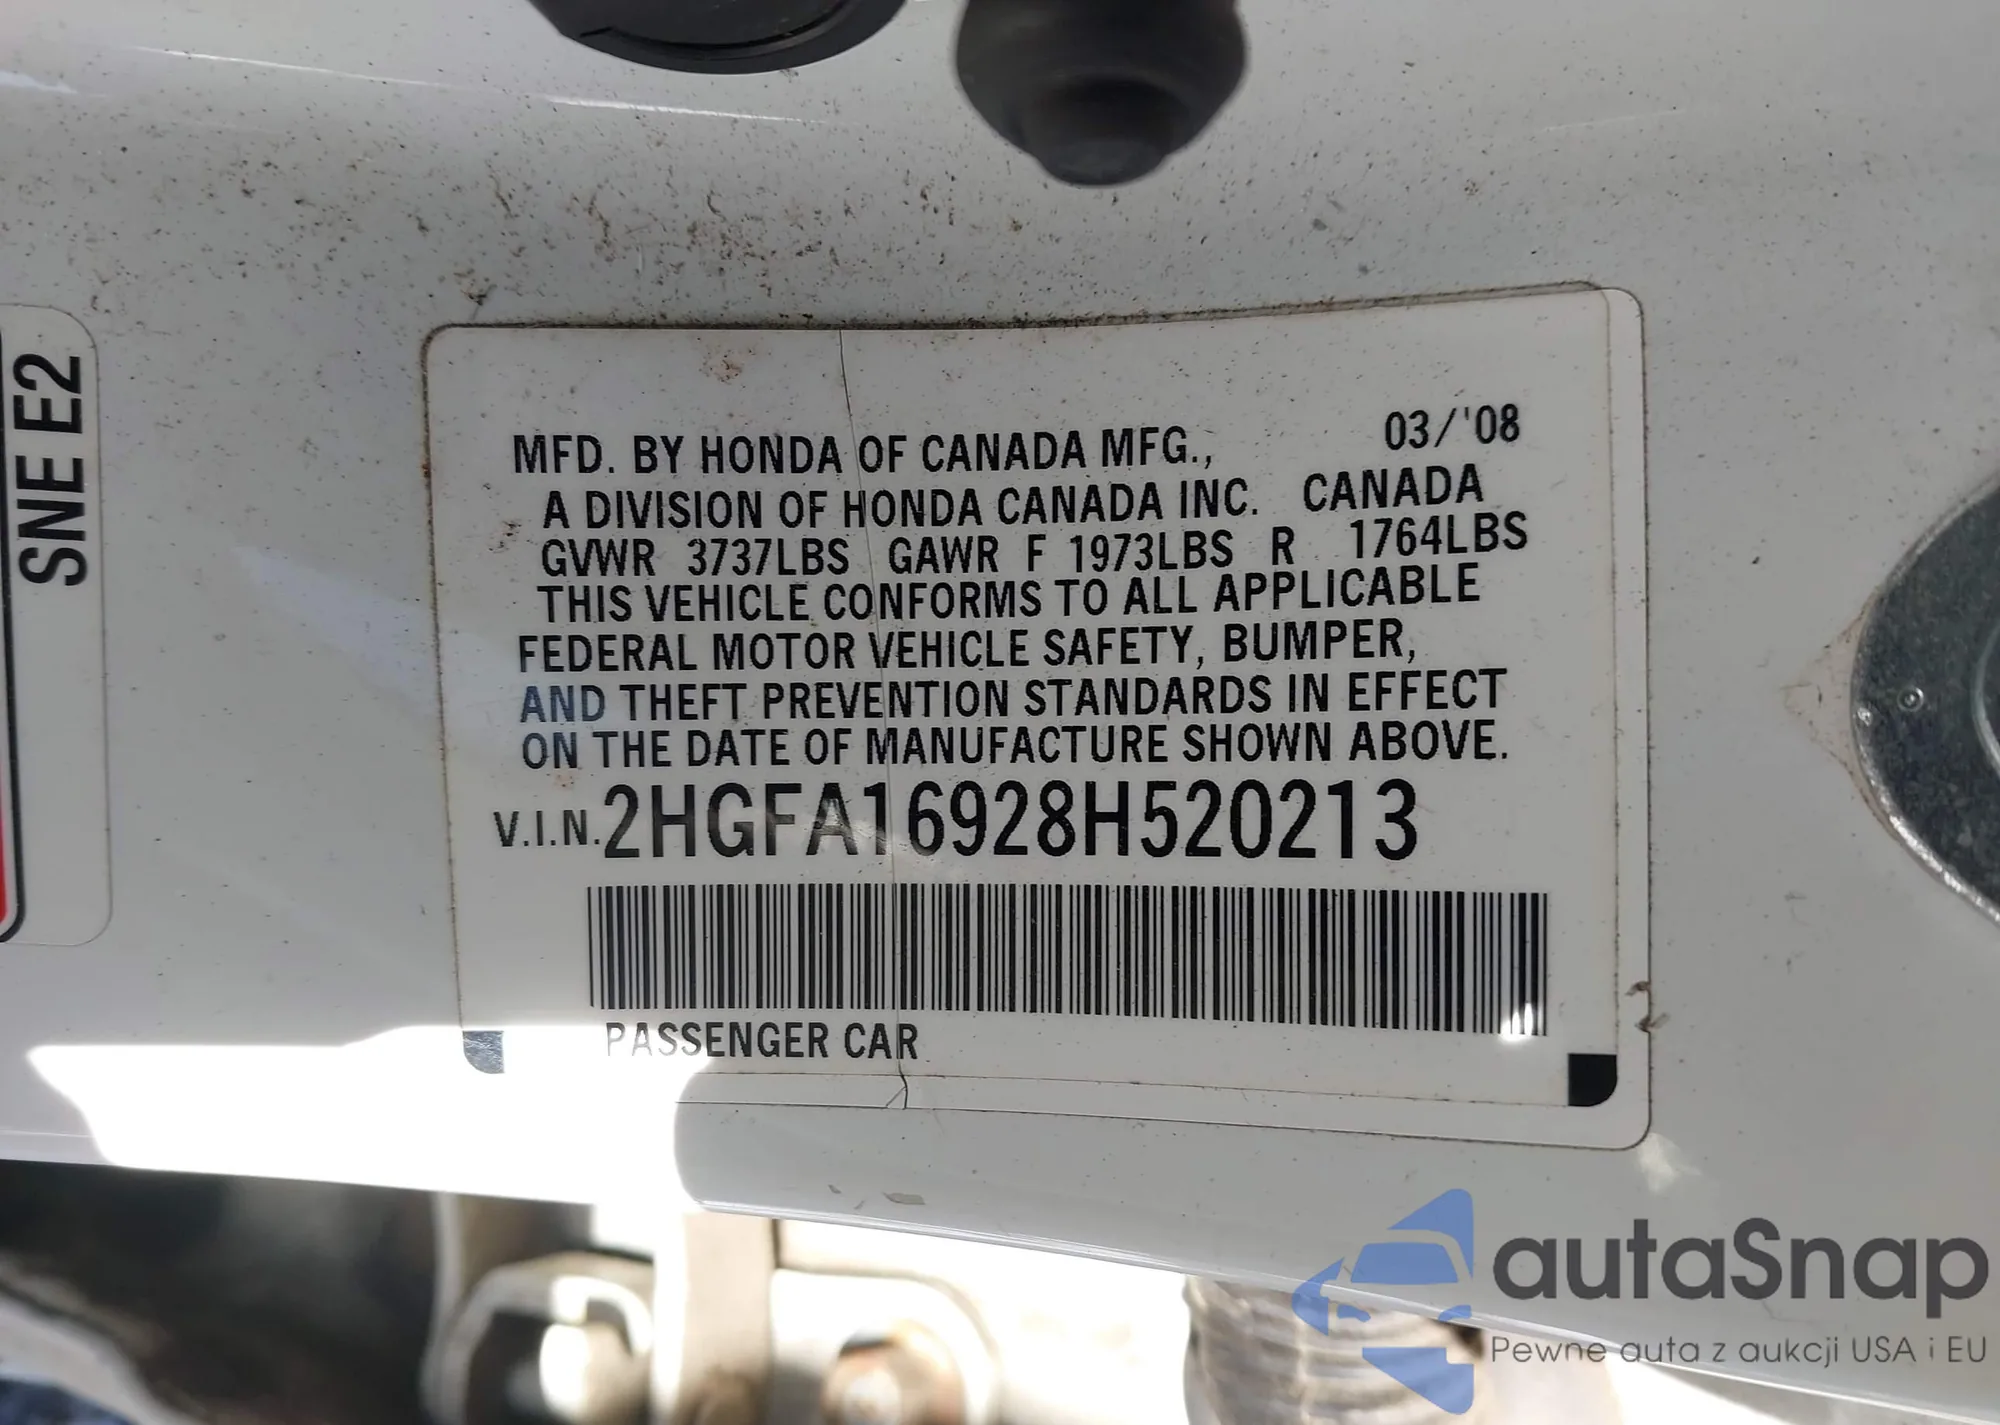 SNE E2
MFD. BY HONDA OF CANADA MFG., 03/'08
A DIVISION OF HONDA CANADA INC. CANADA
GVWR 3737LBS GAWR F 1973LBS R 1764LBS
THIS VEHICLE CONFORMS TO ALL APPLICABLE
FEDERAL MOTOR VEHICLE SAFETY, BUMPER,
AND THEFT PREVENTION STANDARDS IN EFFECT
ON THE DATE OF MANUFACTURE SHOWN ABOVE.
V.I.N. 2HGFA16928H520213
PASSENGER CAR
autaSnap
Pewne auta z aukcji USA i EU